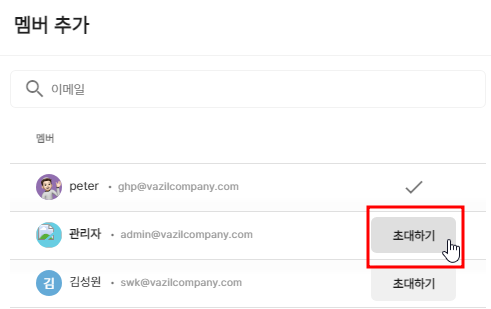 멤버 추가
이메일
멤버
peter • ghp@vazilcompany.com
관리자 • admin@vazilcompany.com 초대하기
김 김성원 • swk@vazilcompany.com 초대하기